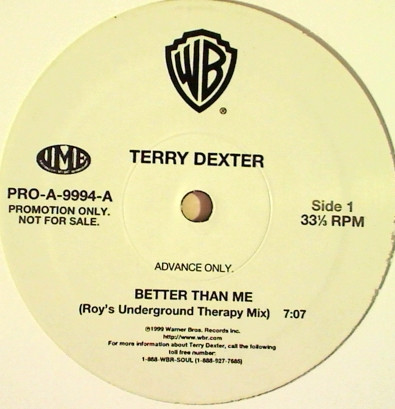 WB
®
UMG
TERRY DEXTER
PRO-A-9994-A
PROMOTION ONLY.
NOT FOR SALE.
Side 1
33⅓ RPM
ADVANCE ONLY.
BETTER THAN ME
(Roy's Underground Therapy Mix) 7:07
℗1999 Warner Bros. Records Inc.
http://www.wbr.com
For more information about Terry Dexter, call the following
toll free number:
1-888-WBR-SOUL (1-888-927-7685)